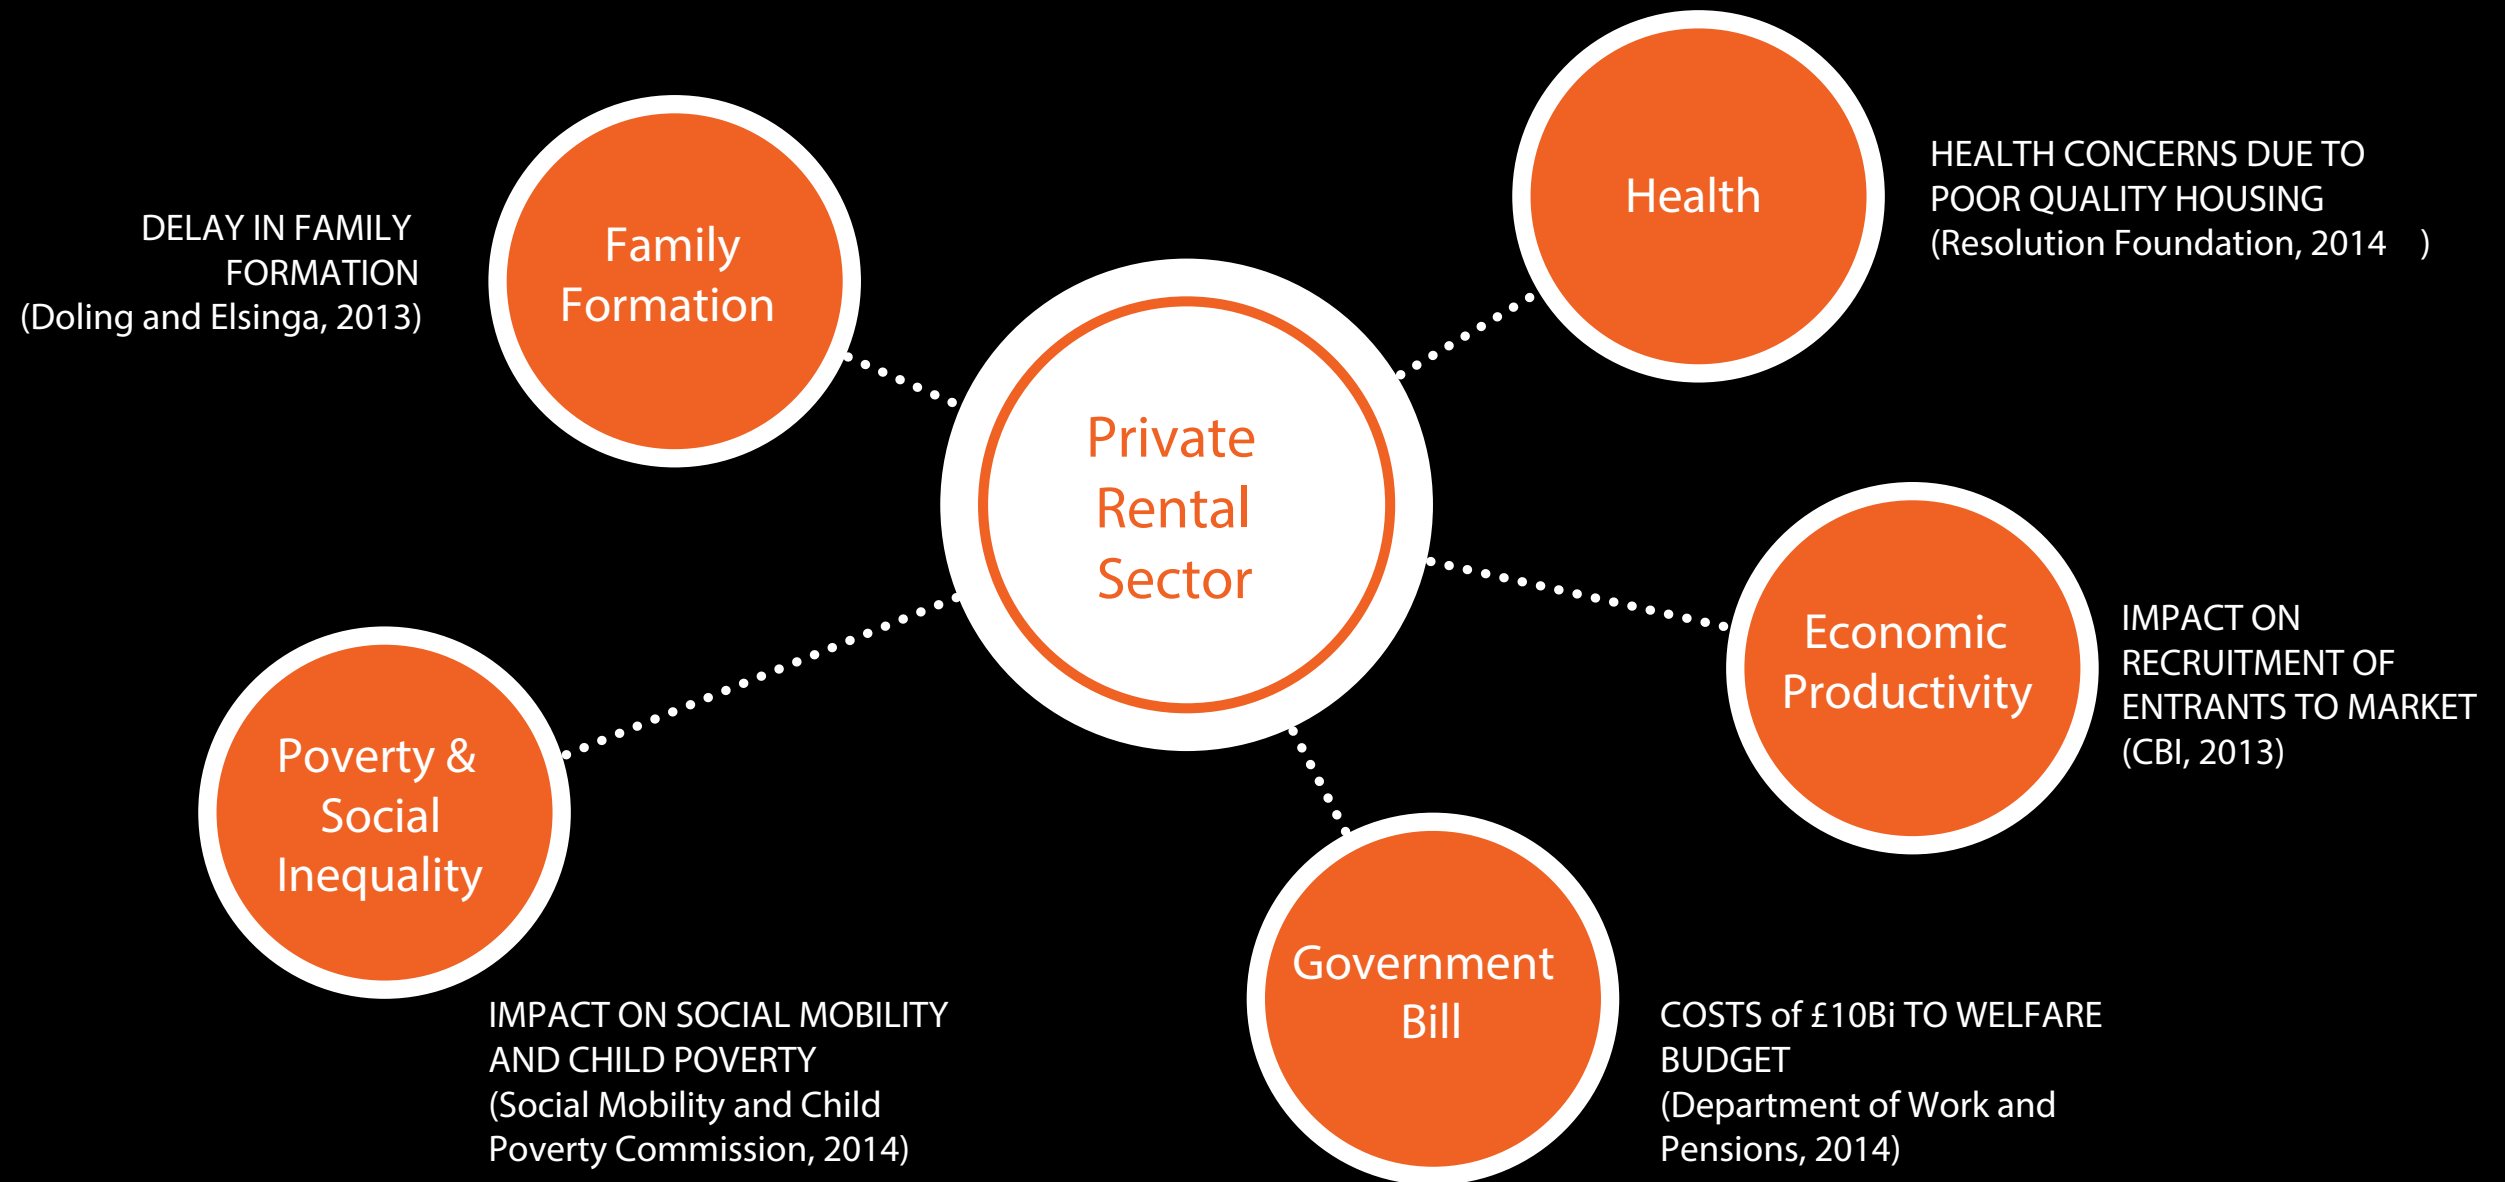 Health
HEALTH CONCERNS DUE TO
POOR QUALITY HOUSING
(Resolution Foundation, 2014 )
Family
Formation
DELAY IN FAMILY
FORMATION
(Doling and Elsinga, 2013)
Private
Rental
Sector
Economic
Productivity
IMPACT ON
RECRUITMENT OF
ENTRANTS TO MARKET
(CBI, 2013)
Poverty &
Social
Inequality
IMPACT ON SOCIAL MOBILITY
AND CHILD POVERTY
(Social Mobility and Child
Poverty Commission, 2014)
Government
Bill
COSTS of £10Bi TO WELFARE
BUDGET
(Department of Work and
Pensions, 2014)